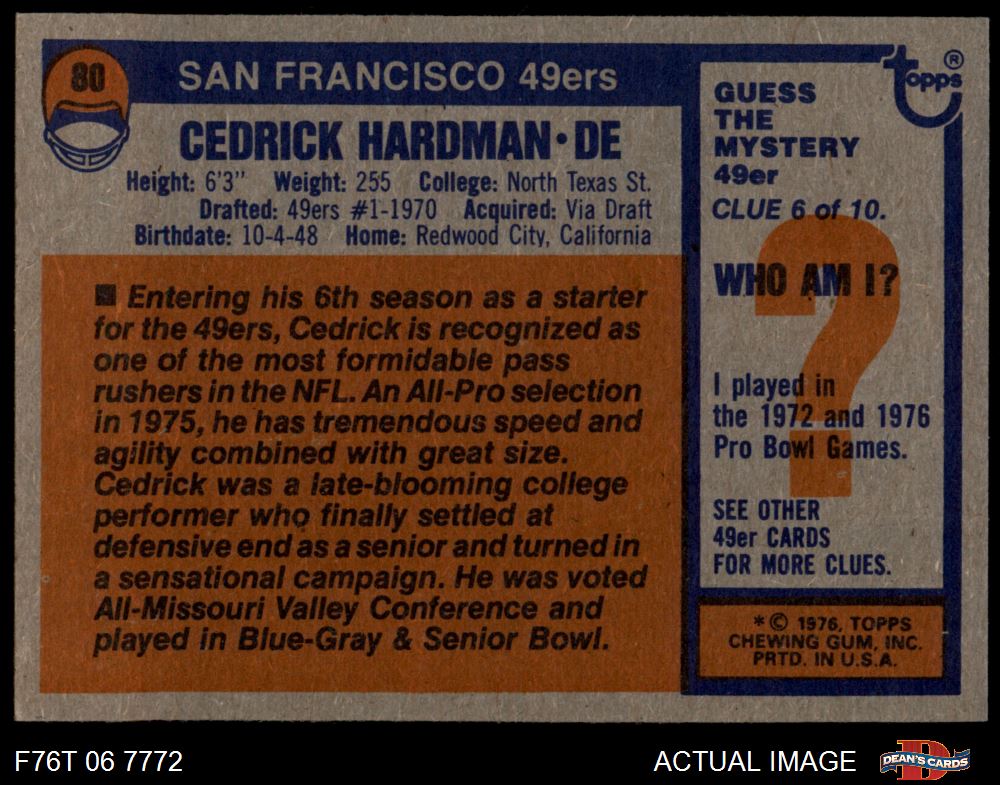 80
SAN FRANCISCO 49ers
CEDRICK HARDMAN • DE
Height: 6'3" Weight: 255 College: North Texas St.
Drafted: 49ers #1-1970 Acquired: Via Draft
Birthdate: 10-4-48 Home: Redwood City, California
■ Entering his 6th season as a starter
for the 49ers, Cedrick is recognized as
one of the most formidable pass
rushers in the NFL. An All-Pro selection
in 1975, he has tremendous speed and
agility combined with great size.
Cedrick was a late-blooming college
performer who finally settled at
defensive end as a senior and turned in
a sensational campaign. He was voted
All-Missouri Valley Conference and
played in Blue-Gray & Senior Bowl.
topps ®
GUESS
THE
MYSTERY
49er
CLUE 6 of 10.
WHO AM I?
?
I played in
the 1972 and 1976
Pro Bowl Games.
SEE OTHER
49er CARDS
FOR MORE CLUES.
* © 1976, TOPPS
CHEWING GUM, INC.
PRTD. IN U.S.A.
F76T 06 7772
ACTUAL IMAGE
D
DEAN'S CARDS